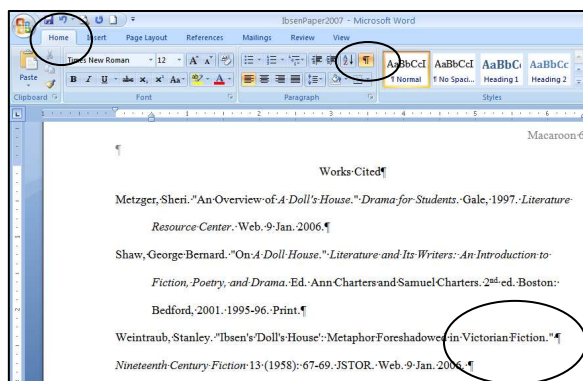 IbsenPaper2007 - Microsoft Word
Home Insert Page Layout References Mailings Review View
Times New Roman 12
Paste
B I U abc x₂ x² Aa A
AaBbCcI AaBbCcI AaBbC AaBbCc
¶ Normal ¶ No Spaci... Heading 1 Heading 2
Clipboard Font Paragraph Styles
Macaroon 6
¶
Works·Cited¶
Metzger,·Sheri.·"An·Overview·of·A·Doll's·House."·Drama·for·Students.·Gale,·1997.·Literature·
Resource·Center.·Web.·9·Jan.·2006.¶
Shaw,·George·Bernard.·"On·A·Doll·House."·Literature·and·Its·Writers:·An·Introduction·to·
Fiction,·Poetry,·and·Drama.·Ed.·Ann·Charters·and·Samuel·Charters.·2nd·ed.·Boston:·
Bedford,·2001.·1995-96.·Print.¶
Weintraub,·Stanley.·"Ibsen's·'Doll's·House':·Metaphor·Foreshadowed·in·Victorian·Fiction."¶
Nineteenth·Century·Fiction·13·(1958):·67-69.·JSTOR.·Web.·9·Jan.·2006.·¶